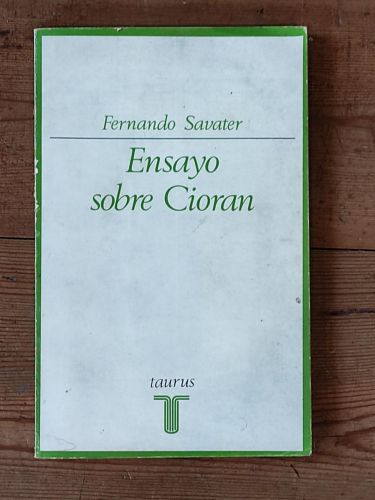 Fernando Savater
Ensayo
sobre Cioran
taurus